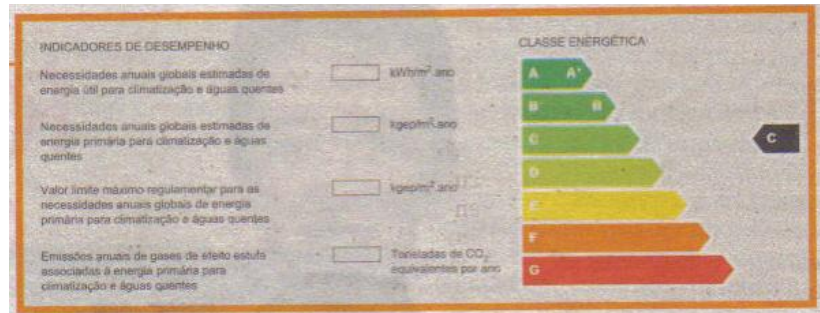 INDICADORES DE DESEMPENHO
Necessidades anuais globais estimadas de
energia útil para climatização e águas quentes
kWh/m².ano
Necessidades anuais globais estimadas de
energia primária para climatização e águas
quentes
kgep/m².ano
Valor limite máximo regulamentar para as
necessidades anuais globais de energia
primária para climatização e águas quentes
kgep/m².ano
Emissões anuais de gases de efeito estufa
associadas à energia primária para
climatização e águas quentes
Toneladas de CO₂
equivalentes por ano
CLASSE ENERGÉTICA
A A⁺
B B⁻
C
D
E
F
G
C